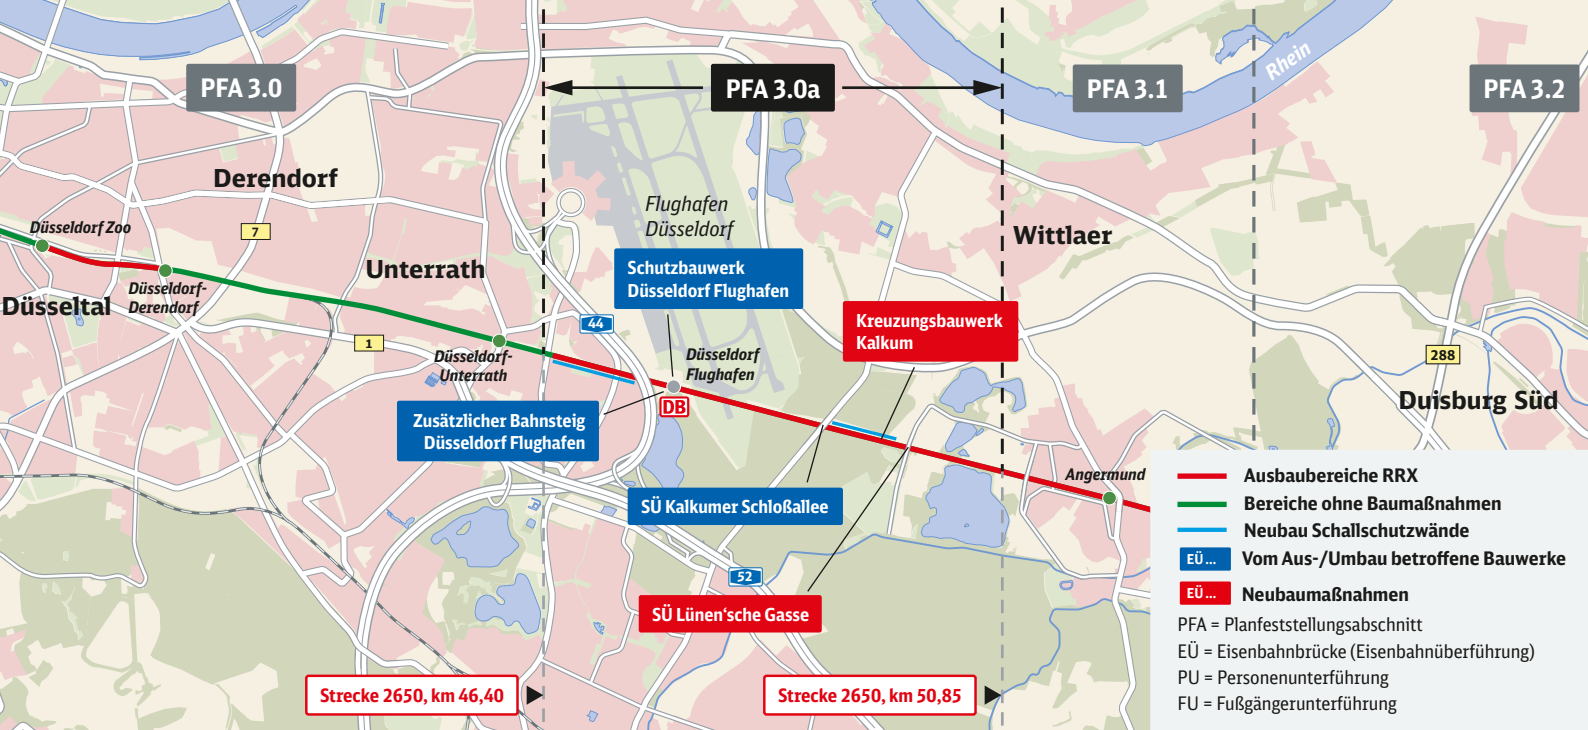 PFA 3.0
PFA 3.0a
PFA 3.1
PFA 3.2
Rhein
Derendorf
Flughafen
Düsseldorf
Düsseldorf Zoo
7
Wittlaer
Unterrath
Schutzbauwerk
Düsseldorf Flughafen
Düsseltal
Düsseldorf-
Derendorf
44
Kreuzungsbauwerk
Kalkum
1
Düsseldorf-
Unterrath
Düsseldorf
Flughafen
288
DB
Duisburg Süd
Zusätzlicher Bahnsteig
Düsseldorf Flughafen
Angermund
SÜ Kalkumer Schloßallee
52
SÜ Lünen‘sche Gasse
Strecke 2650, km 46,40
Strecke 2650, km 50,85
Ausbaubereiche RRX
Bereiche ohne Baumaßnahmen
Neubau Schallschutzwände
EÜ ... Vom Aus-/Umbau betroffene Bauwerke
EÜ ... Neubaumaßnahmen
PFA = Planfeststellungsabschnitt
EÜ = Eisenbahnbrücke (Eisenbahnüberführung)
PU = Personenunterführung
FU = Fußgängerunterführung